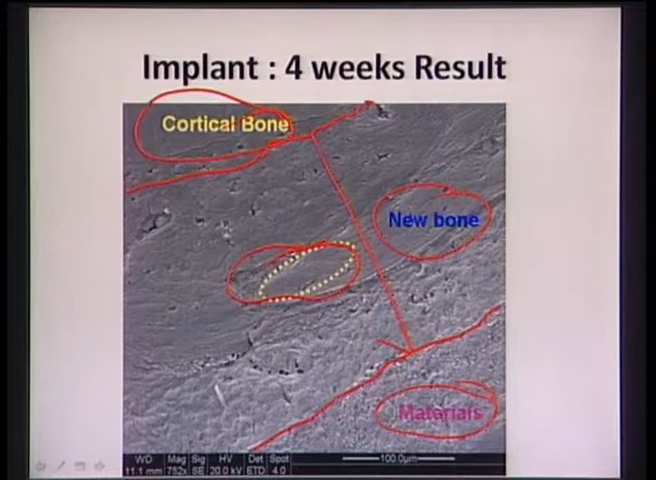 Implant : 4 weeks Result
Cortical Bone
New bone
Materials
WD Mag Sig HV Det Spot
11.1 mm 752x SE 20.0 kV ETD 4.0
100.0µm